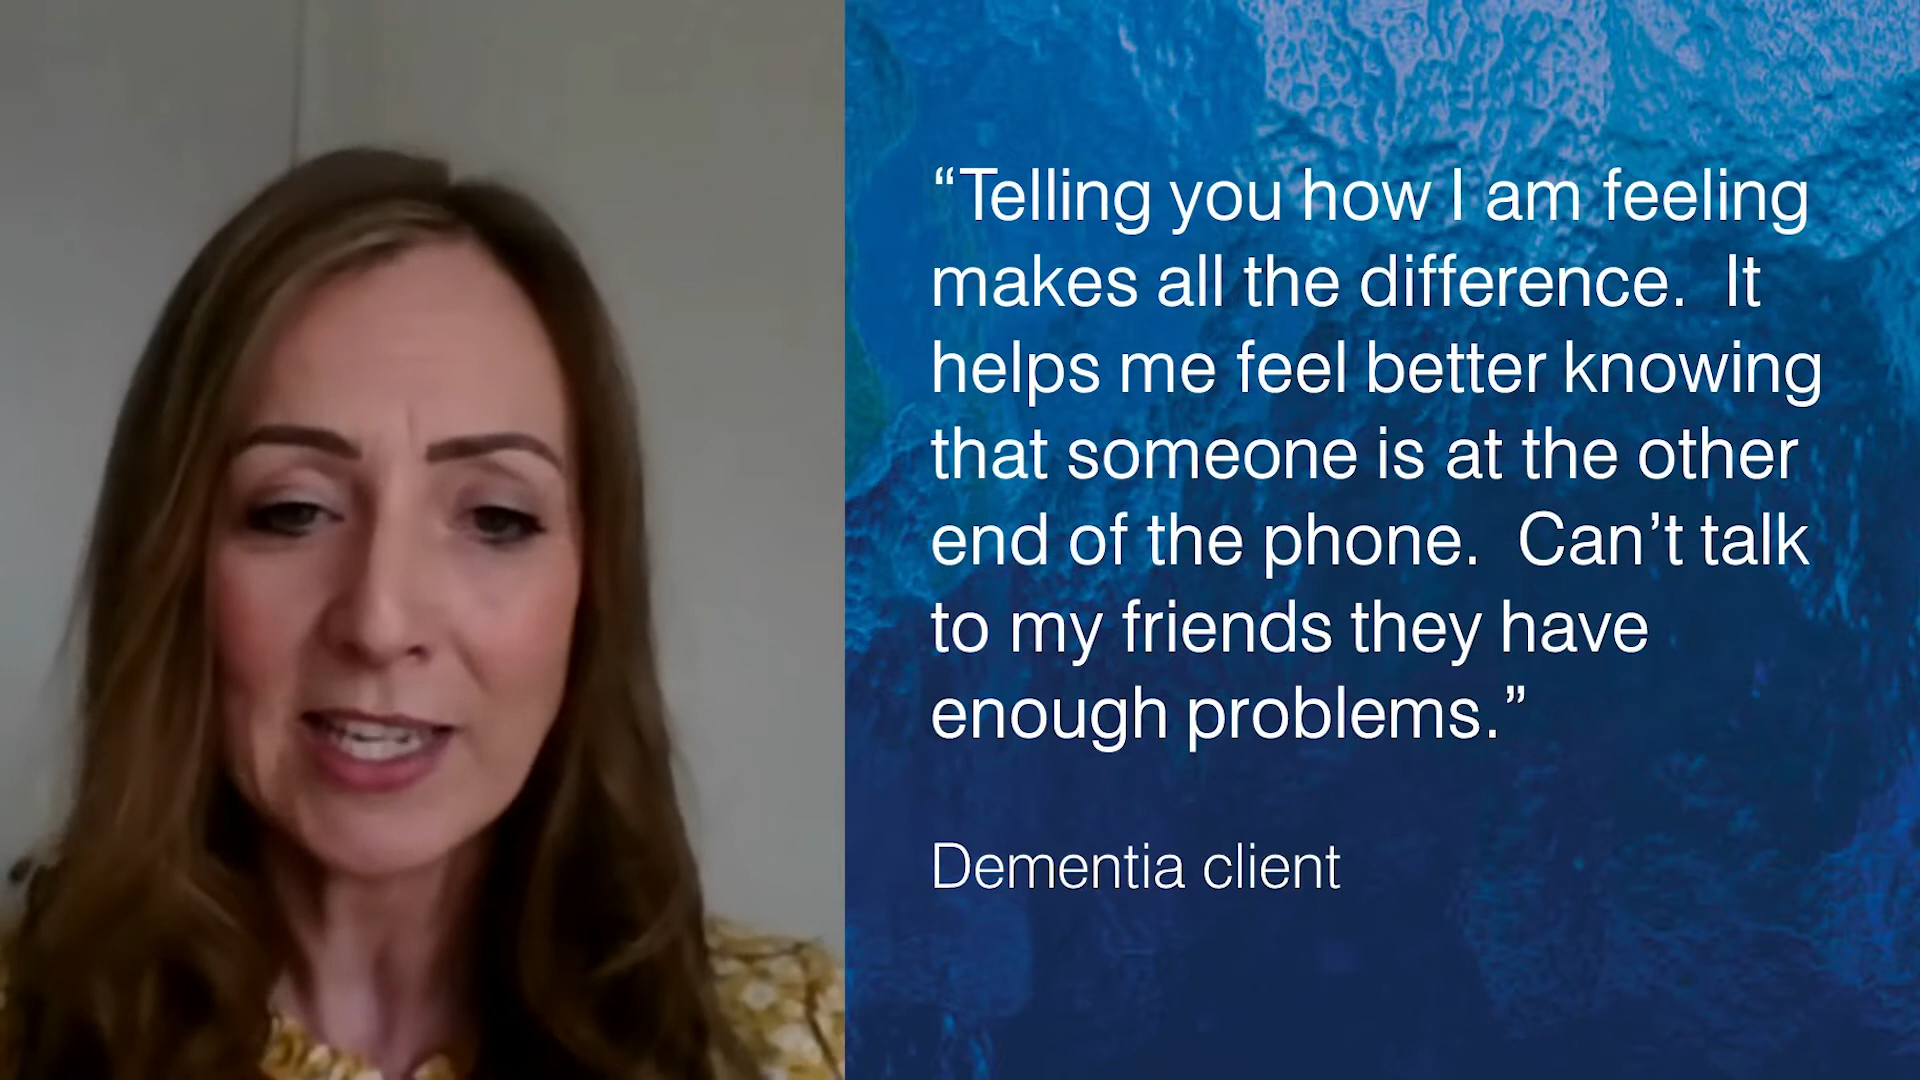 “Telling you how I am feeling
makes all the difference.  It
helps me feel better knowing
that someone is at the other
end of the phone.  Can’t talk
to my friends they have
enough problems.”
Dementia client